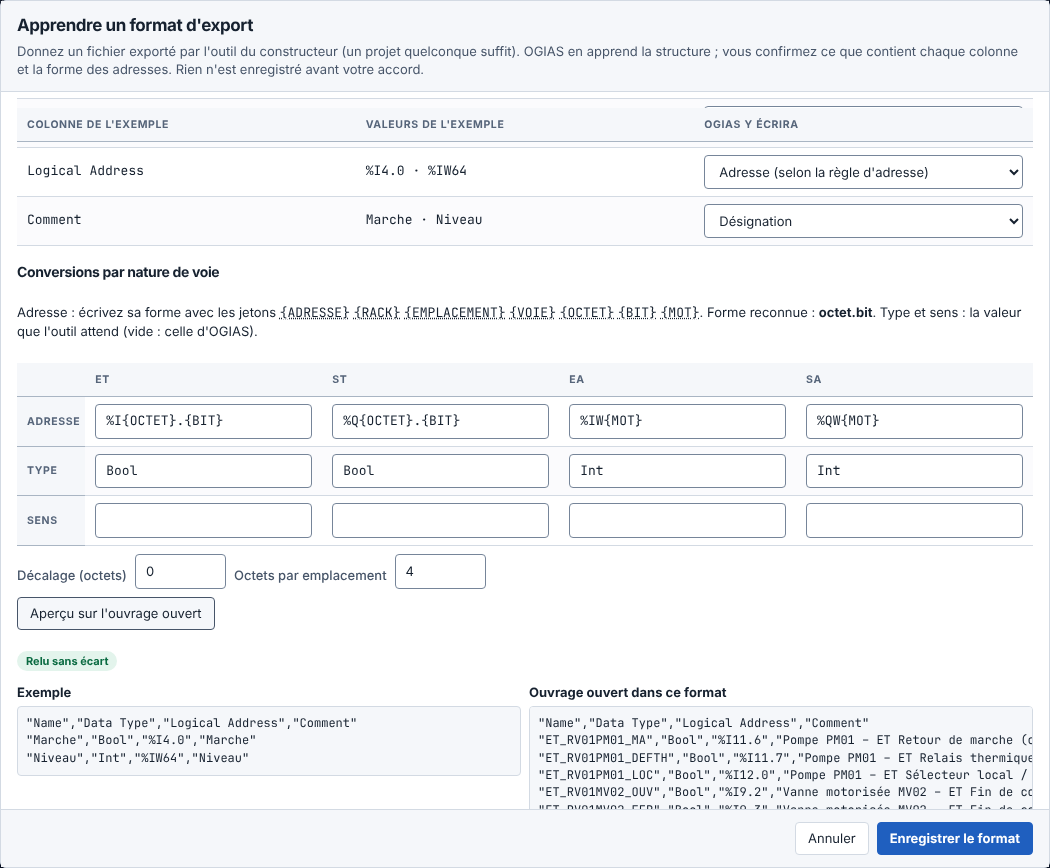 Apprendre un format d'export
Donnez un fichier exporté par l'outil du constructeur (un projet quelconque suffit). OGIAS en apprend la structure ; vous confirmez ce que contient chaque colonne
et la forme des adresses. Rien n'est enregistré avant votre accord.
COLONNE DE L'EXEMPLE VALEURS DE L'EXEMPLE OGIAS Y ÉCRIRA
Logical Address %I4.0 · %IW64 Adresse (selon la règle d'adresse)
Comment Marche · Niveau Désignation
Conversions par nature de voie
Adresse : écrivez sa forme avec les jetons {ADRESSE} {RACK} {EMPLACEMENT} {VOIE} {OCTET} {BIT} {MOT}. Forme reconnue : octet.bit. Type et sens : la valeur
que l'outil attend (vide : celle d'OGIAS).
ET ST EA SA
ADRESSE %I{OCTET}.{BIT} %Q{OCTET}.{BIT} %IW{MOT} %QW{MOT}
TYPE Bool Bool Int Int
SENS
Décalage (octets) 0 Octets par emplacement 4
Aperçu sur l'ouvrage ouvert
Relu sans écart
Exemple
"Name","Data Type","Logical Address","Comment"
"Marche","Bool","%I4.0","Marche"
"Niveau","Int","%IW64","Niveau"
Ouvrage ouvert dans ce format
"Name","Data Type","Logical Address","Comment"
"ET_RV01PM01_MA","Bool","%I11.6","Pompe PM01 – ET Retour de marche (
"ET_RV01PM01_DEFTH","Bool","%I11.7","Pompe PM01 – ET Relais thermique
"ET_RV01PM01_LOC","Bool","%I12.0","Pompe PM01 – ET Sélecteur local /
"ET_RV01MV02_OUV","Bool","%I9.2","Vanne motorisée MV02 – ET Fin de co
Annuler Enregistrer le format